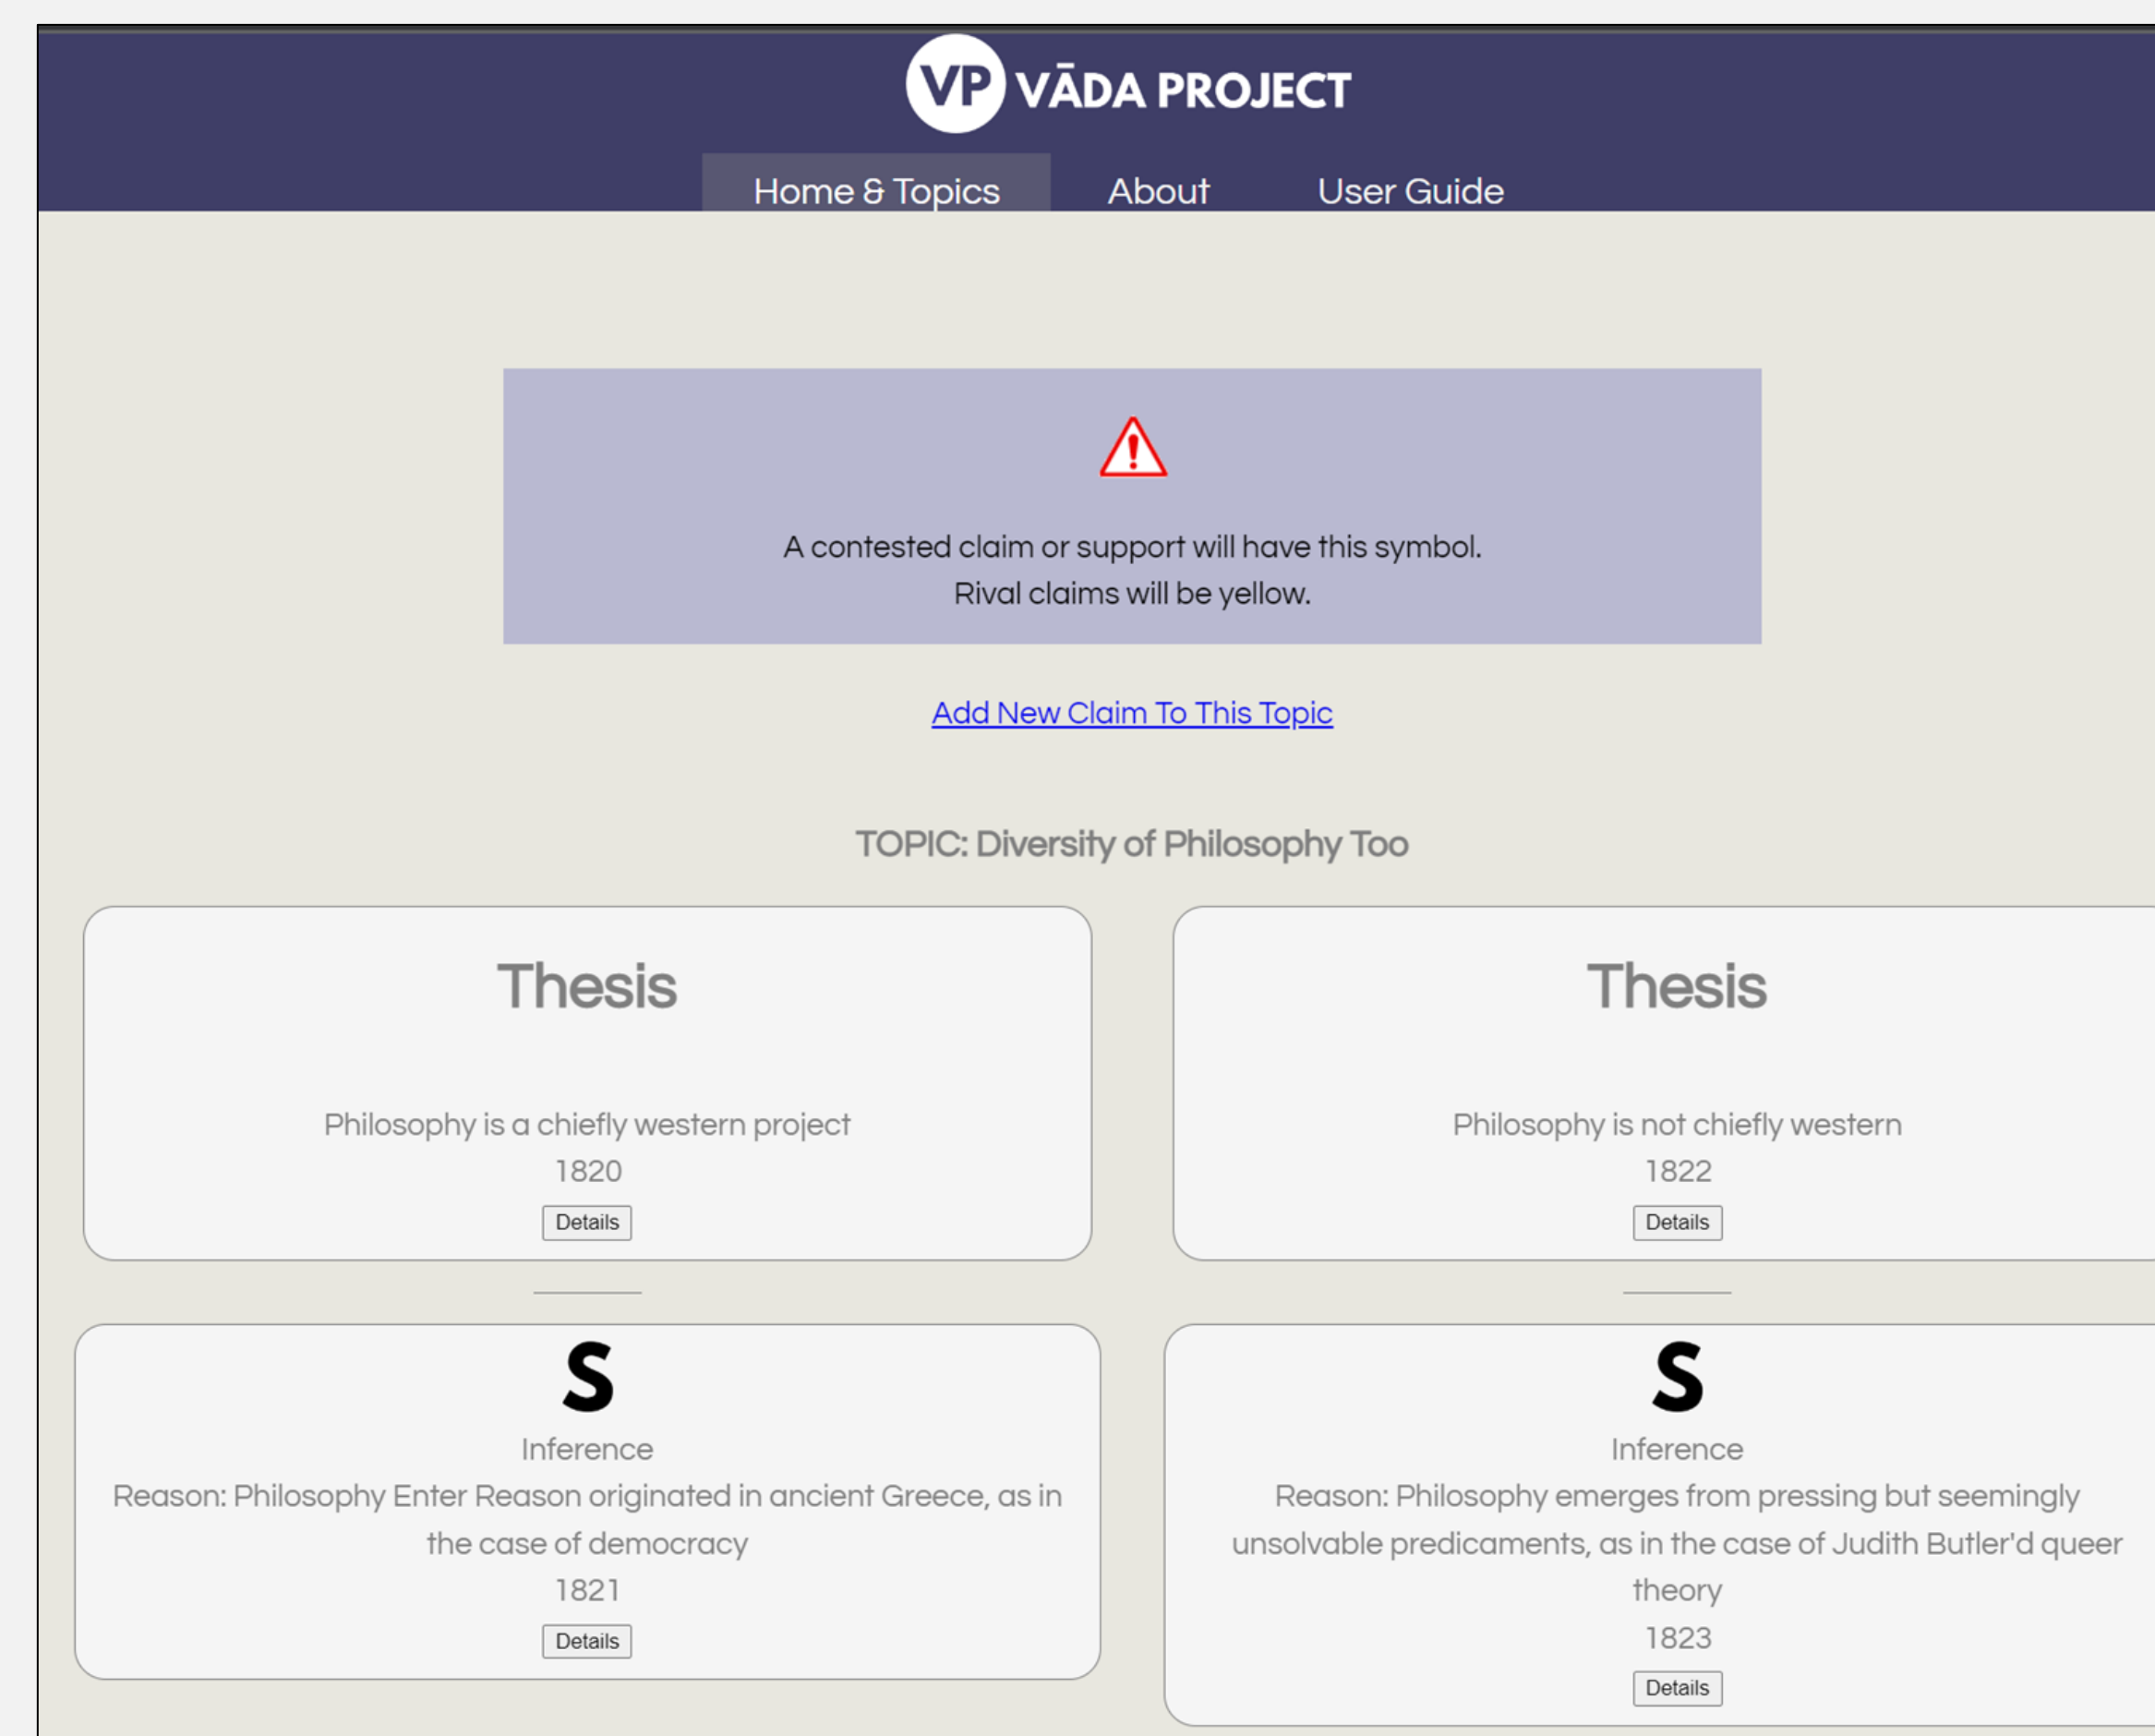 VP VĀDA PROJECT
Home & Topics About User Guide
A contested claim or support will have this symbol.
Rival claims will be yellow.
Add New Claim To This Topic
TOPIC: Diversity of Philosophy Too
Thesis
Philosophy is a chiefly western project
1820
Details
Thesis
Philosophy is not chiefly western
1822
Details
S
Inference
Reason: Philosophy Enter Reason originated in ancient Greece, as in
the case of democracy
1821
Details
S
Inference
Reason: Philosophy emerges from pressing but seemingly
unsolvable predicaments, as in the case of Judith Butler'd queer
theory
1823
Details